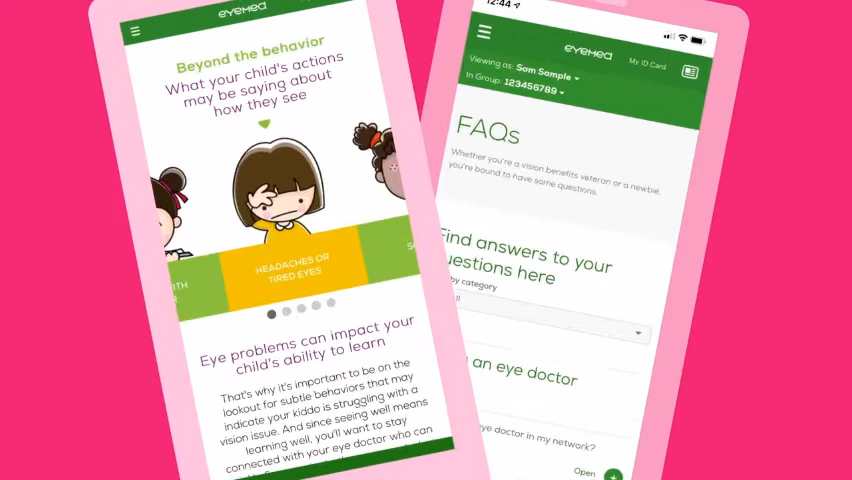 eyemed
Beyond the behavior
What your child's actions
may be saying about
how they see
HEADACHES OR
TIRED EYES
Eye problems can impact your
child's ability to learn
That's why it's important to be on the
lookout for subtle behaviors that may
indicate your kiddo is struggling with a
vision issue. And since seeing well means
learning well, you'll want to stay
connected with your eye doctor who can
12:44
eyemed
My ID Card
Viewing as: Sam Sample
In Group: 123456789
FAQs
Whether you're a vision benefits veteran or a newbie,
you're bound to have some questions.
Find answers to your
questions here
by category
an eye doctor
eye doctor in my network?
Open